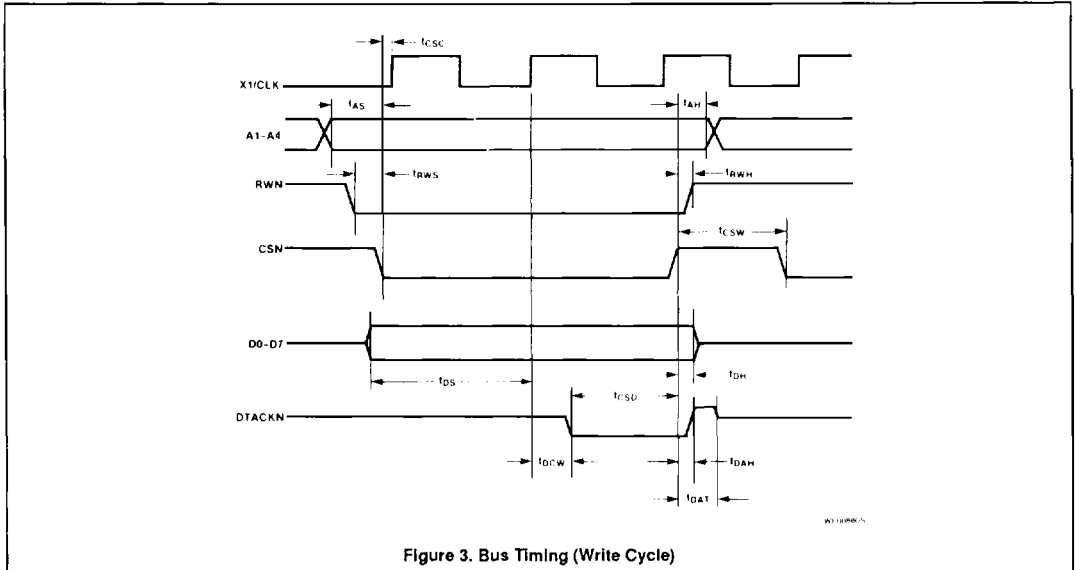 tCSC
X1/CLK
tAS
tAH
A1-A4
RWN
tRWS
tRWH
tCSW
CSN
D0-D7
tDS
tDH
tCSD
DTACKN
tDCW
tDAH
tDAT
Figure 3. Bus Timing (Write Cycle)